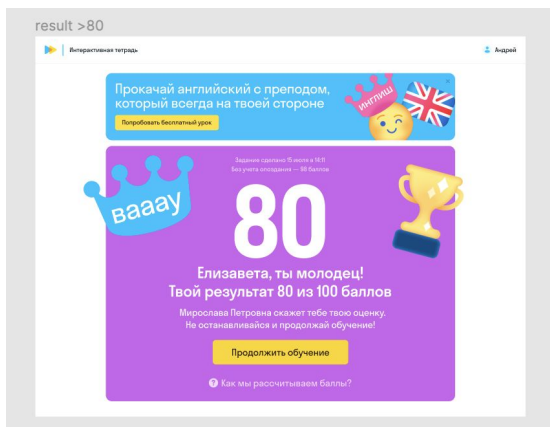 result >80
Интерактивная тетрадь
Андрей
Прокачай английский с преподом,
который всегда на твоей стороне
Попробовать бесплатный урок
инглиш
Задание сделано 15 июля в 14:11
Без учета опоздания — 98 баллов
вааау
80
Елизавета, ты молодец!
Твой результат 80 из 100 баллов
Мирослава Петровна скажет тебе твою оценку.
Не останавливайся и продолжай обучение!
Продолжить обучение
Как мы рассчитываем баллы?